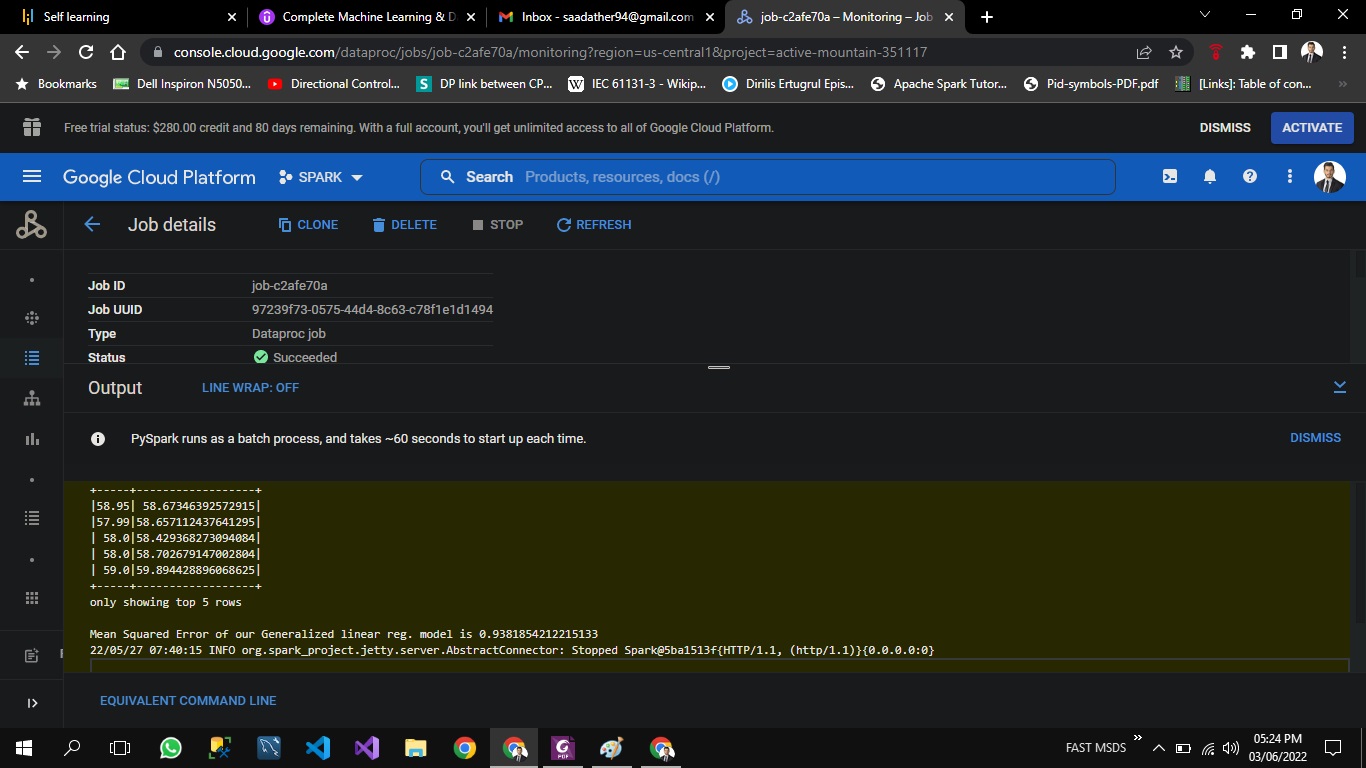 Self learning
Complete Machine Learning & D
Inbox - saadather94@gmail.com
job-c2afe70a – Monitoring – Job
console.cloud.google.com/dataproc/jobs/job-c2afe70a/monitoring?region=us-central1&project=active-mountain-351117
Bookmarks
Dell Inspiron N5050...
Directional Control...
DP link between CP...
IEC 61131-3 - Wikip...
Dirilis Ertugrul Epis...
Apache Spark Tutor...
Pid-symbols-PDF.pdf
[Links]: Table of con...
Free trial status: $280.00 credit and 80 days remaining. With a full account, you'll get unlimited access to all of Google Cloud Platform.
DISMISS
ACTIVATE
Google Cloud Platform
SPARK
Search Products, resources, docs (/)
Job details
CLONE
DELETE
STOP
REFRESH
Job ID job-c2afe70a
Job UUID 97239f73-0575-44d4-8c63-c78f1e1d1494
Type Dataproc job
Status Succeeded
Output
LINE WRAP: OFF
PySpark runs as a batch process, and takes ~60 seconds to start up each time.
DISMISS
+-----+------------------+
|58.95| 58.67346392572915|
|57.99|58.657112437641295|
| 58.0|58.429368273094084|
| 58.0|58.702679147002804|
| 59.0|59.894428896068625|
+-----+------------------+
only showing top 5 rows
Mean Squared Error of our Generalized linear reg. model is 0.9381854212215133
22/05/27 07:40:15 INFO org.spark_project.jetty.server.AbstractConnector: Stopped Spark@5ba1513f{HTTP/1.1, (http/1.1)}{0.0.0.0:0}
EQUIVALENT COMMAND LINE
FAST MSDS
05:24 PM
03/06/2022